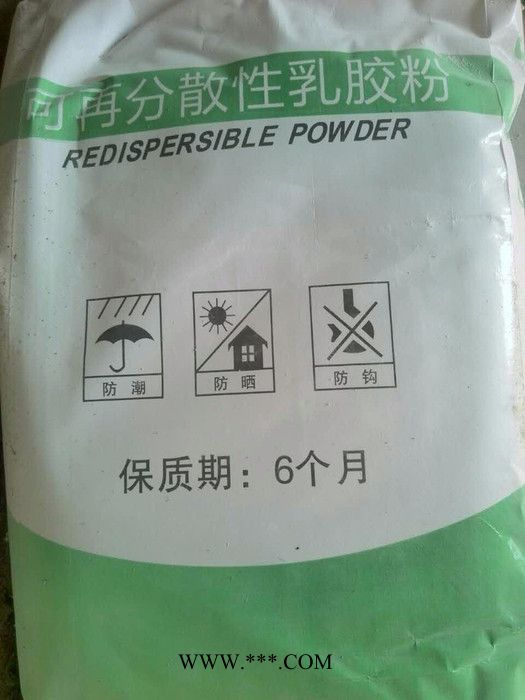 可再分散性乳胶粉
REDISPERSIBLE POWDER
防潮
防晒
防钩
保质期：6个月
WWW.***.COM